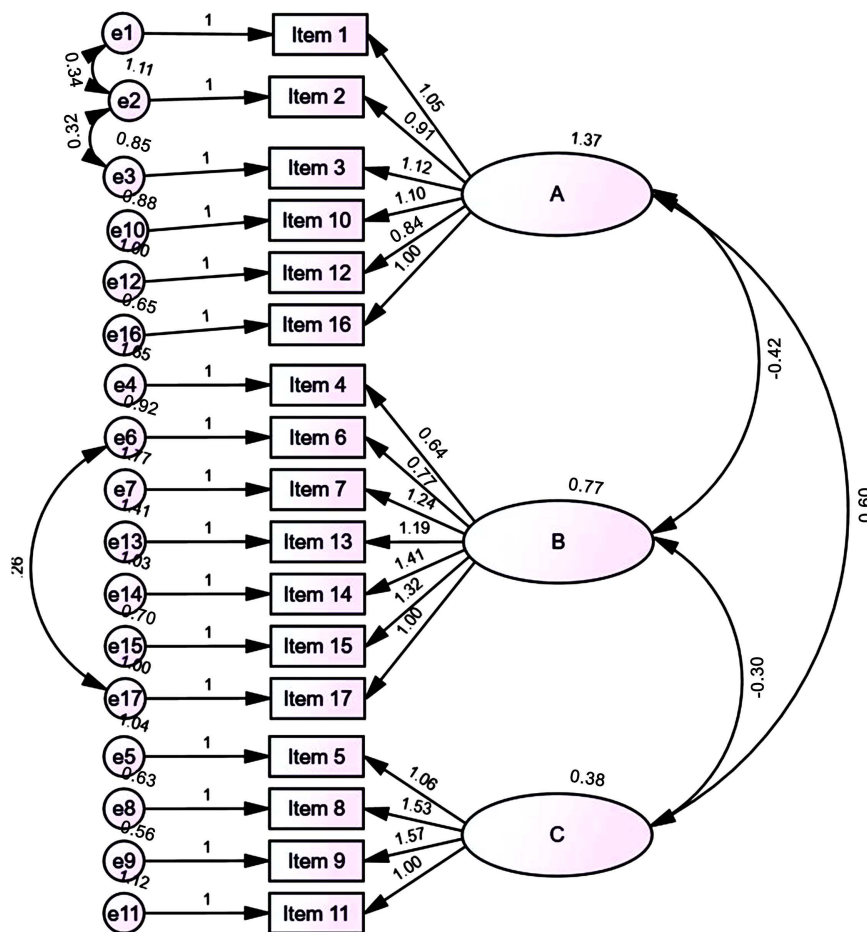 e1 1 Item 1
0.34 1.11 1.05
e2 1 Item 2
0.32 0.85 0.91 1.37
e3 1 Item 3 1.12 A
0.88
e10 1 Item 10 1.10
1.00 0.84
e12 1 Item 12 1.00
0.65
e16 1 Item 16
-0.42
e4 1 Item 4
0.92 0.64
e6 1 Item 6
0.77 0.77
e7 1 Item 7 1.24
1.41 0.60
e13 1 Item 13 1.19 B
1.03 1.41
.26
e14 1 Item 14
0.70 1.32
e15 1 Item 15 1.00
1.00 -0.30
e17 1 Item 17
1.04
e5 1 Item 5
0.63 1.06 0.38
e8 1 Item 8 1.53
0.56 C
e9 1 Item 9 1.57
1.12 1.00
e11 1 Item 11